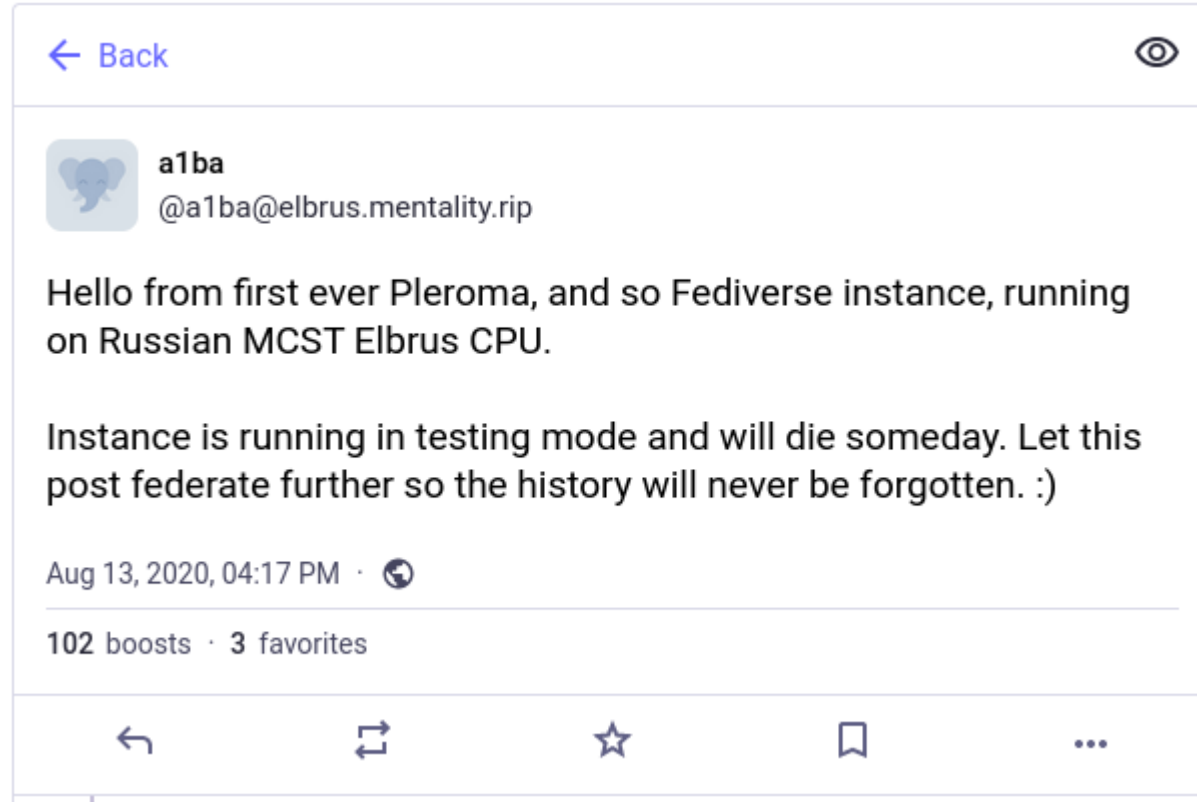 Back
a1ba
@a1ba@elbrus.mentality.rip
Hello from first ever Pleroma, and so Fediverse instance, running
on Russian MCST Elbrus CPU.
Instance is running in testing mode and will die someday. Let this
post federate further so the history will never be forgotten. :)
Aug 13, 2020, 04:17 PM ·
102 boosts · 3 favorites